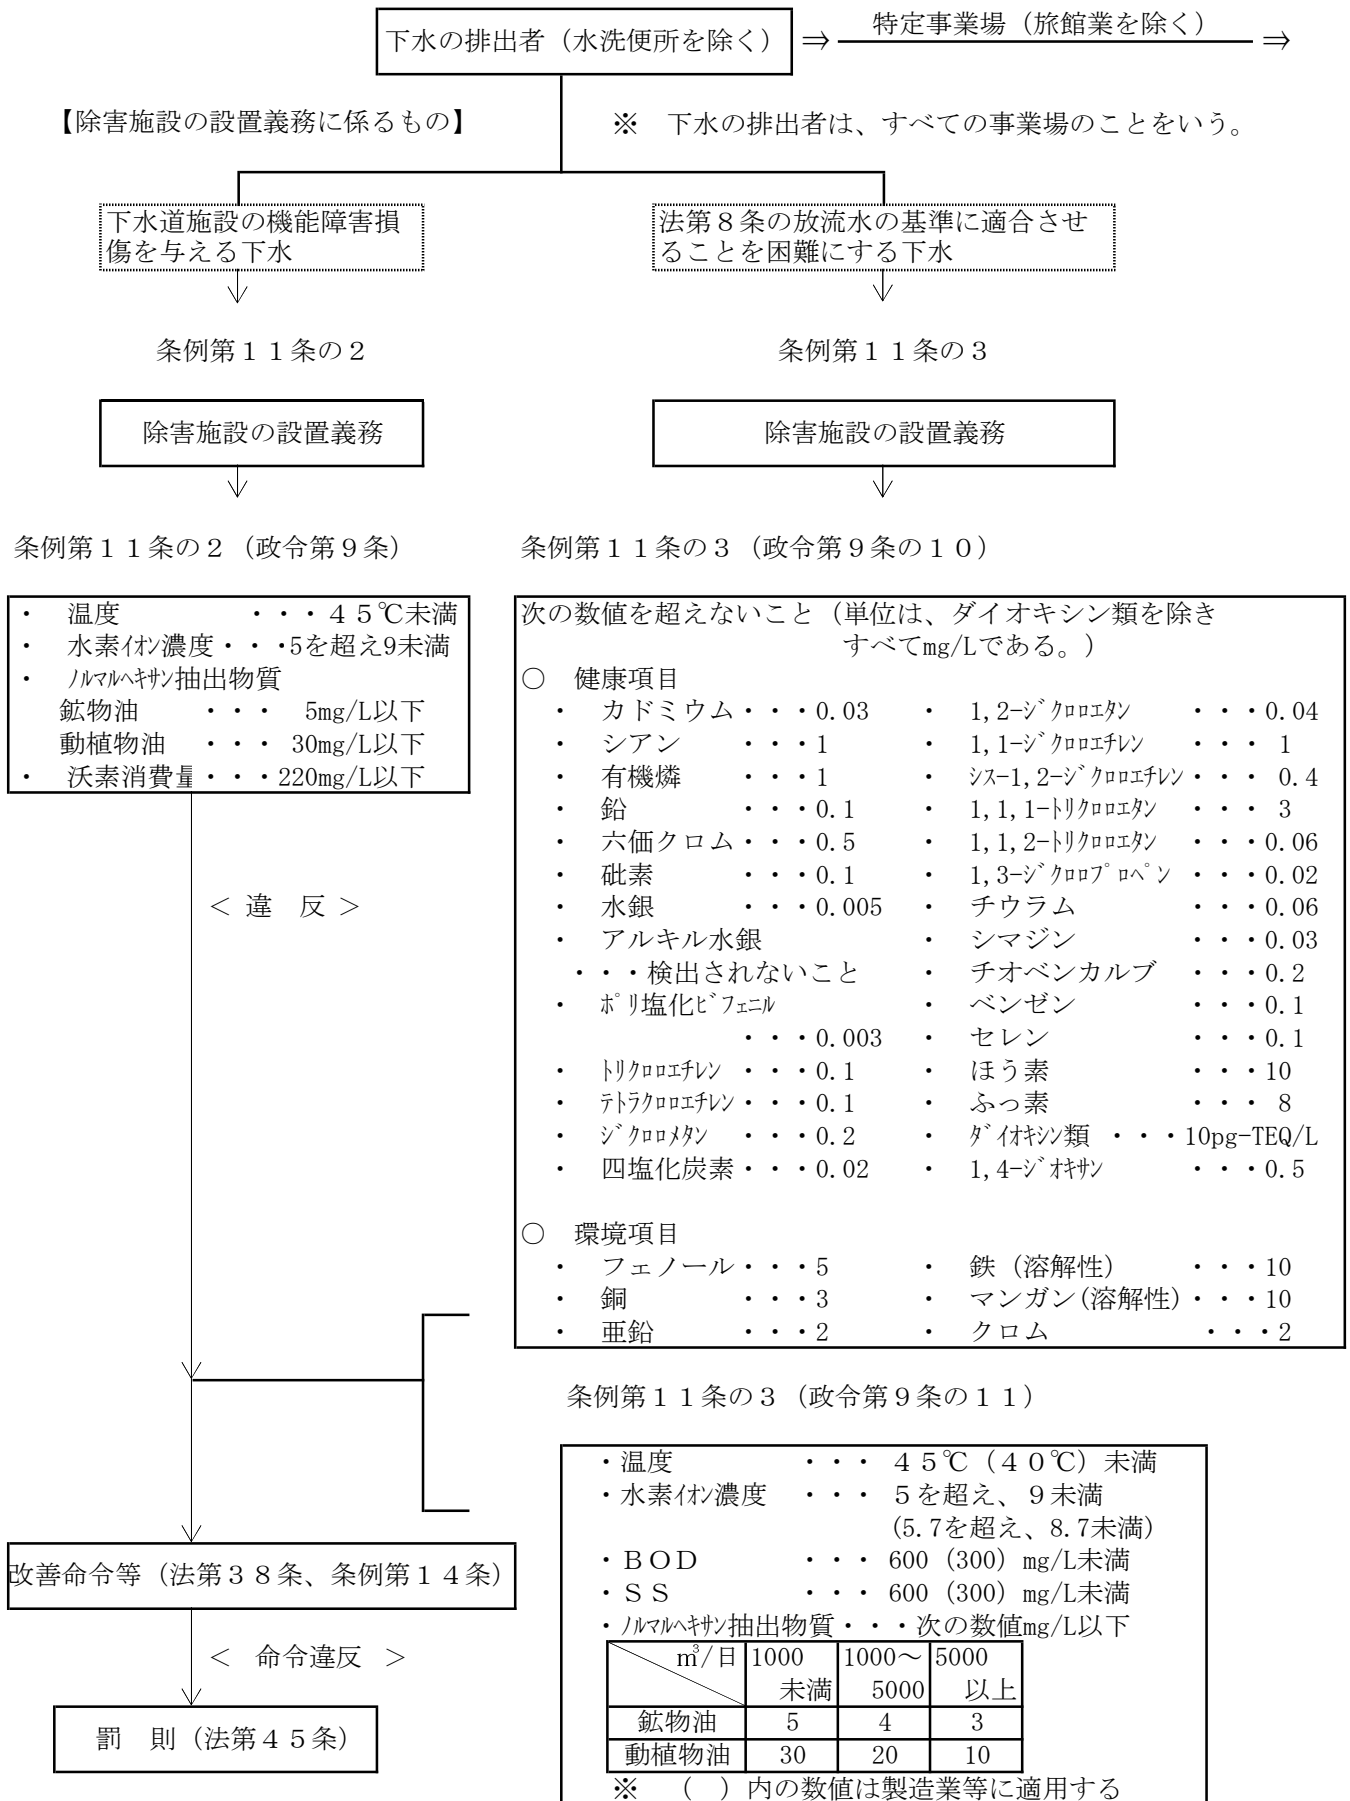 下水の排出者（水洗便所を除く） ⇒ 特定事業場（旅館業を除く） ⇒
【除害施設の設置義務に係るもの】
※　下水の排出者は、すべての事業場のことをいう。
下水道施設の機能障害損
傷を与える下水
法第８条の放流水の基準に適合させ
ることを困難にする下水
条例第１１条の２
条例第１１条の３
除害施設の設置義務
除害施設の設置義務
条例第１１条の２（政令第９条）
・　温度　　　　　・・・４５℃未満
・　水素ｲｵﾝ濃度・・・5を超え9未満
・　ﾉﾙﾏﾙﾍｷｻﾝ抽出物質
鉱物油　　・・・　5mg/L以下
動植物油　・・・　30mg/L以下
・　沃素消費量・・・220mg/L以下
＜ 違　反 ＞
条例第１１条の３（政令第９条の１０）
次の数値を超えないこと（単位は、ダイオキシン類を除き
すべてmg/Lである。）
○　健康項目
・　カドミウム・・・0.03　・　1,2-ｼﾞｸﾛﾛｴﾀﾝ　・・・0.04
・　シアン　　・・・1　・　1,1-ｼﾞｸﾛﾛｴﾁﾚﾝ　・・・ 1
・　有機燐　　・・・1　・　ｼｽ-1,2-ｼﾞｸﾛﾛｴﾁﾚﾝ・・・ 0.4
・　鉛　　　　・・・0.1　・　1,1,1-ﾄﾘｸﾛﾛｴﾀﾝ　・・・ 3
・　六価クロム・・・0.5　・　1,1,2-ﾄﾘｸﾛﾛｴﾀﾝ　・・・0.06
・　砒素　　　・・・0.1　・　1,3-ｼﾞｸﾛﾛﾌﾟﾛﾍﾟﾝ　・・・0.02
・　水銀　　　・・・0.005　・　チウラム　　・・・0.06
・　アルキル水銀　・　シマジン　　・・・0.03
・・・検出されないこと　・　チオベンカルブ　・・・0.2
・　ﾎﾟﾘ塩化ﾋﾞﾌｪﾆﾙ　・　ベンゼン　　・・・0.1
・・・0.003　・　セレン　　・・・0.1
・　ﾄﾘｸﾛﾛｴﾁﾚﾝ　・・・0.1　・　ほう素　　・・・10
・　ﾃﾄﾗｸﾛﾛｴﾁﾚﾝ・・・0.1　・　ふっ素　　・・・ 8
・　ｼﾞｸﾛﾛﾒﾀﾝ　・・・0.2　・　ﾀﾞｲｵｷｼﾝ類 ・・・10pg-TEQ/L
・　四塩化炭素・・・0.02　・　1,4-ｼﾞｵｷｻﾝ　・・・0.5
○　環境項目
・　フェノール・・・5　・　鉄（溶解性）　・・・10
・　銅　　　　・・・3　・　マンガン(溶解性)・・・10
・　亜鉛　　　・・・2　・　クロム　　・・・2
条例第１１条の３（政令第９条の１１）
・温度　　　　・・・ ４５℃（４０℃）未満
・水素ｲｵﾝ濃度　・・・ ５を超え、９未満
(5.7を超え、8.7未満)
・ＢＯＤ　　　・・・ 600（300）mg/L未満
・ＳＳ　　　　・・・ 600（300）mg/L未満
・ﾉﾙﾏﾙﾍｷｻﾝ抽出物質・・・次の数値mg/L以下
㎥/日　1000　1000～　5000
未満　5000　以上
鉱物油　5　4　3
動植物油　30　20　10
※　（　）内の数値は製造業等に適用する
改善命令等（法第３８条、条例第１４条）
＜　命令違反　＞
罰　則（法第４５条）